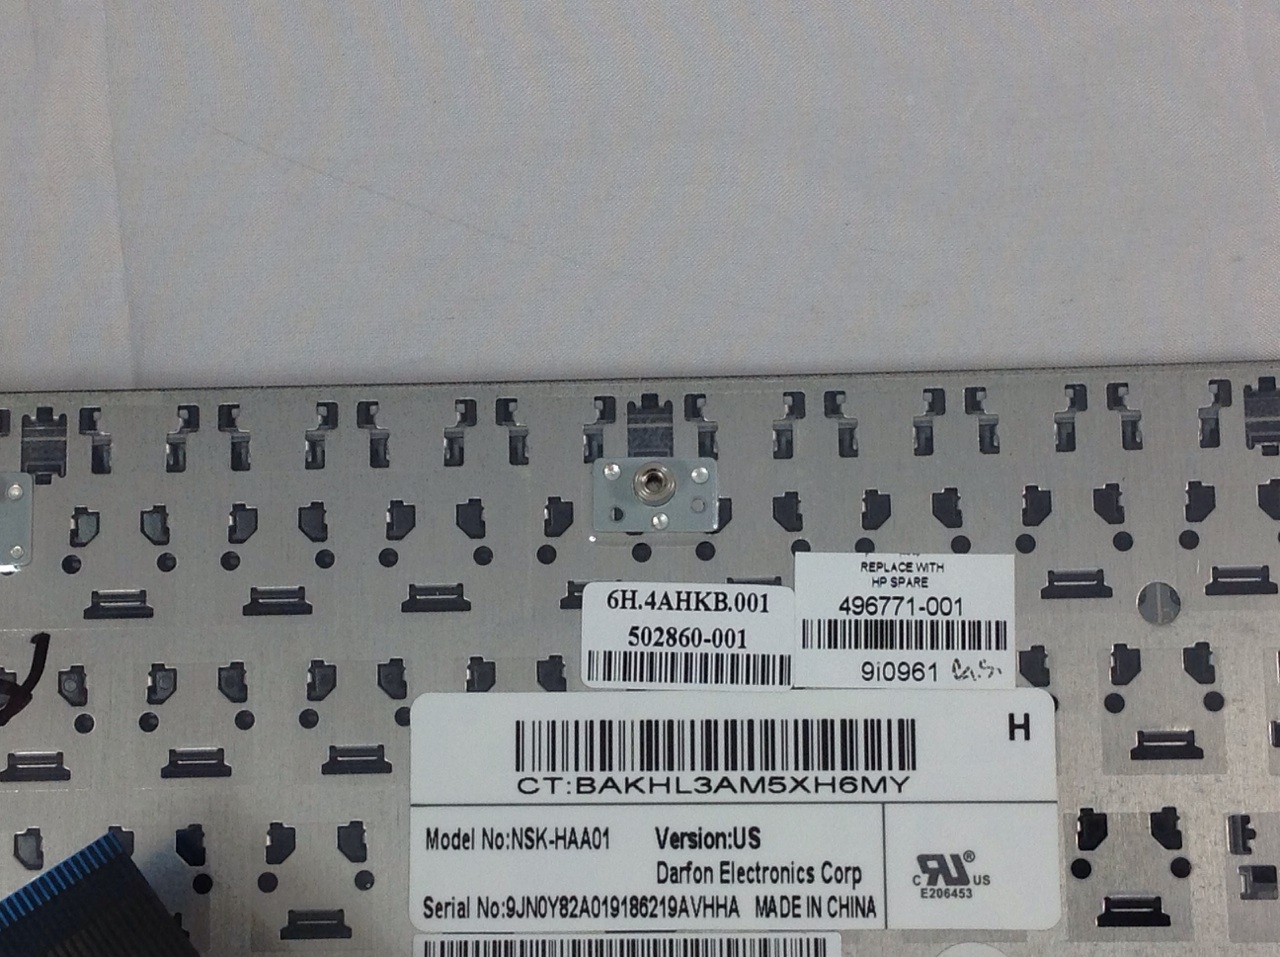 6H.4AHKB.001
502860-001
REPLACE WITH
HP SPARE
496771-001
9i0961
H
CT:BAKHL3AM5XH6MY
Model No:NSK-HAA01 Version:US
Darfon Electronics Corp
Serial No:9JN0Y82A019186219AVHHA MADE IN CHINA
C RU ® US
E206453